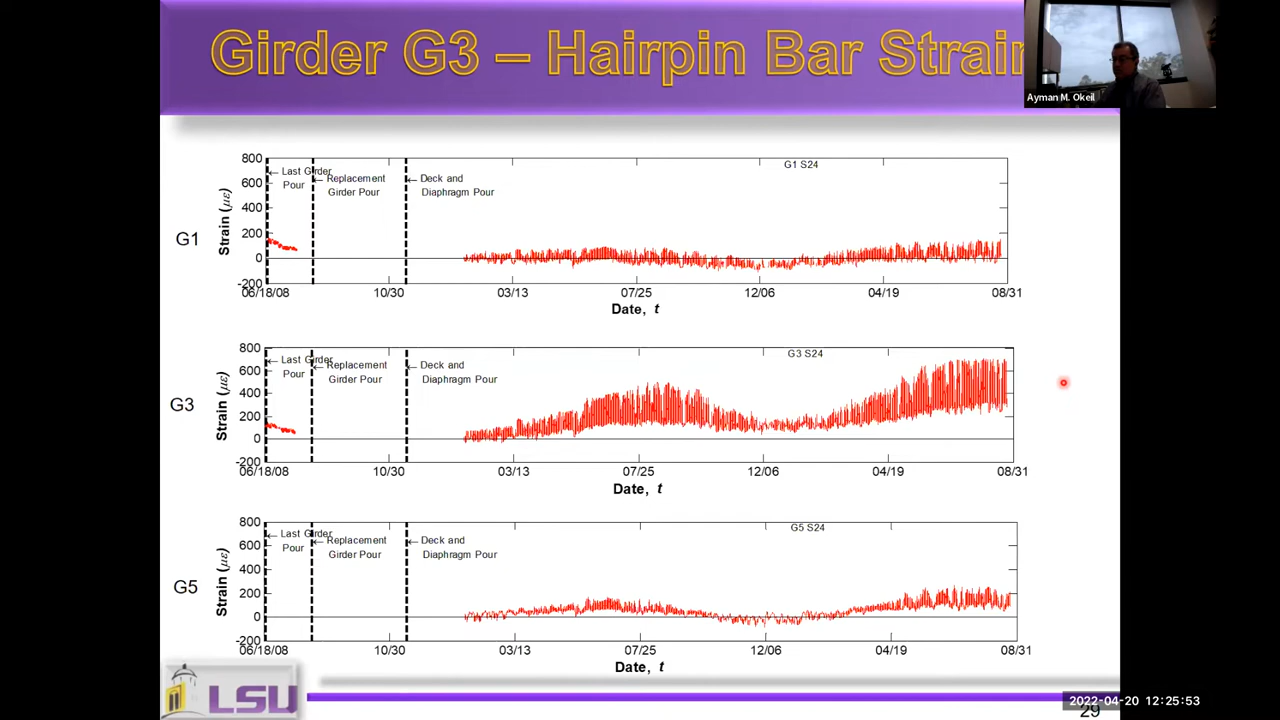 Girder G3 – Hairpin Bar Strain
Ayman M. Okeil
G1
Strain (με)
800
600
400
200
0
-200
Last Girder
Pour
Replacement
Girder Pour
Deck and
Diaphragm Pour
G1 S24
06/18/08 10/30 03/13 07/25 12/06 04/19 08/31
Date, t
G3
Strain (με)
800
600
400
200
0
-200
Last Girder
Pour
Replacement
Girder Pour
Deck and
Diaphragm Pour
G3 S24
06/18/08 10/30 03/13 07/25 12/06 04/19 08/31
Date, t
G5
Strain (με)
800
600
400
200
0
-200
Last Girder
Pour
Replacement
Girder Pour
Deck and
Diaphragm Pour
G5 S24
06/18/08 10/30 03/13 07/25 12/06 04/19 08/31
Date, t
LSU
2022-04-20 12:25:53
29